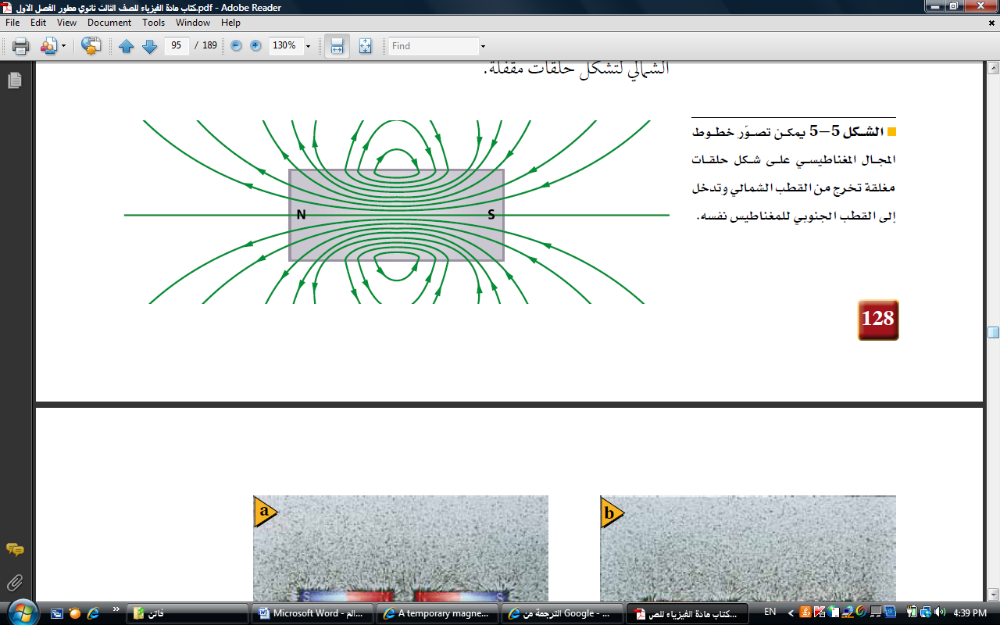 كتاب مادة الفيزياء للصف الثالث ثانوي مطور الفصل الاول.pdf - Adobe Reader
File Edit View Document Tools Window Help
95 / 189 130% Find
الشمالي لتشكل حلقات مقفلة.
الشكل 5–5 يمكن تصوّر خطوط
المجال المغناطيسي على شكل حلقات
مغلقة تخرج من القطب الشمالي وتدخل
إلى القطب الجنوبي للمغناطيس نفسه.
N S
128
a b
S S
فاتن Microsoft Word - الم... A temporary magne... الترجمة من Google - ... كتاب مادة الفيزياء للص... EN 4:39 PM